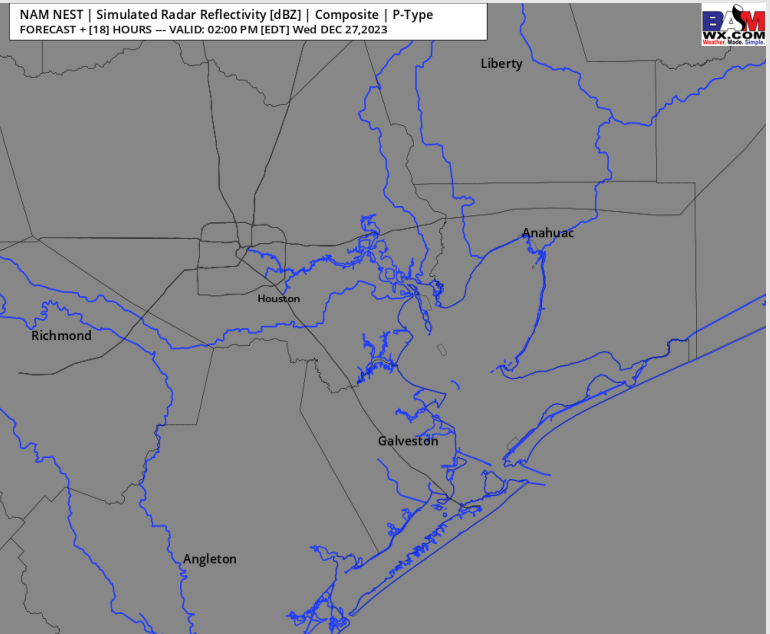 NAM NEST | Simulated Radar Reflectivity [dBZ] | Composite | P-Type
FORECAST + [18] HOURS --- VALID: 02:00 PM [EDT] Wed DEC 27,2023
BAM
WX.COM
Weather. Made. Simple.
Liberty
Anahuac
Houston
Richmond
Galveston
Angleton